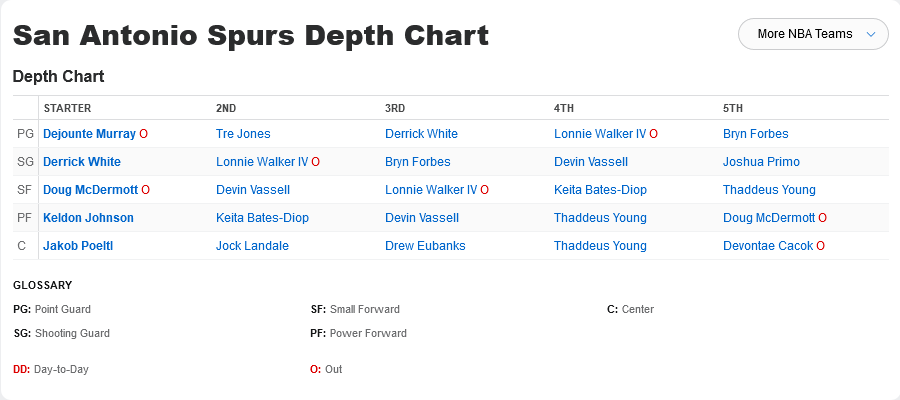 San Antonio Spurs Depth Chart
More NBA Teams
Depth Chart
STARTER 2ND 3RD 4TH 5TH
PG Dejounte Murray O Tre Jones Derrick White Lonnie Walker IV O Bryn Forbes
SG Derrick White Lonnie Walker IV O Bryn Forbes Devin Vassell Joshua Primo
SF Doug McDermott O Devin Vassell Lonnie Walker IV O Keita Bates-Diop Thaddeus Young
PF Keldon Johnson Keita Bates-Diop Devin Vassell Thaddeus Young Doug McDermott O
C Jakob Poeltl Jock Landale Drew Eubanks Thaddeus Young Devontae Cacok O
GLOSSARY
PG: Point Guard SF: Small Forward C: Center
SG: Shooting Guard PF: Power Forward
DD: Day-to-Day O: Out